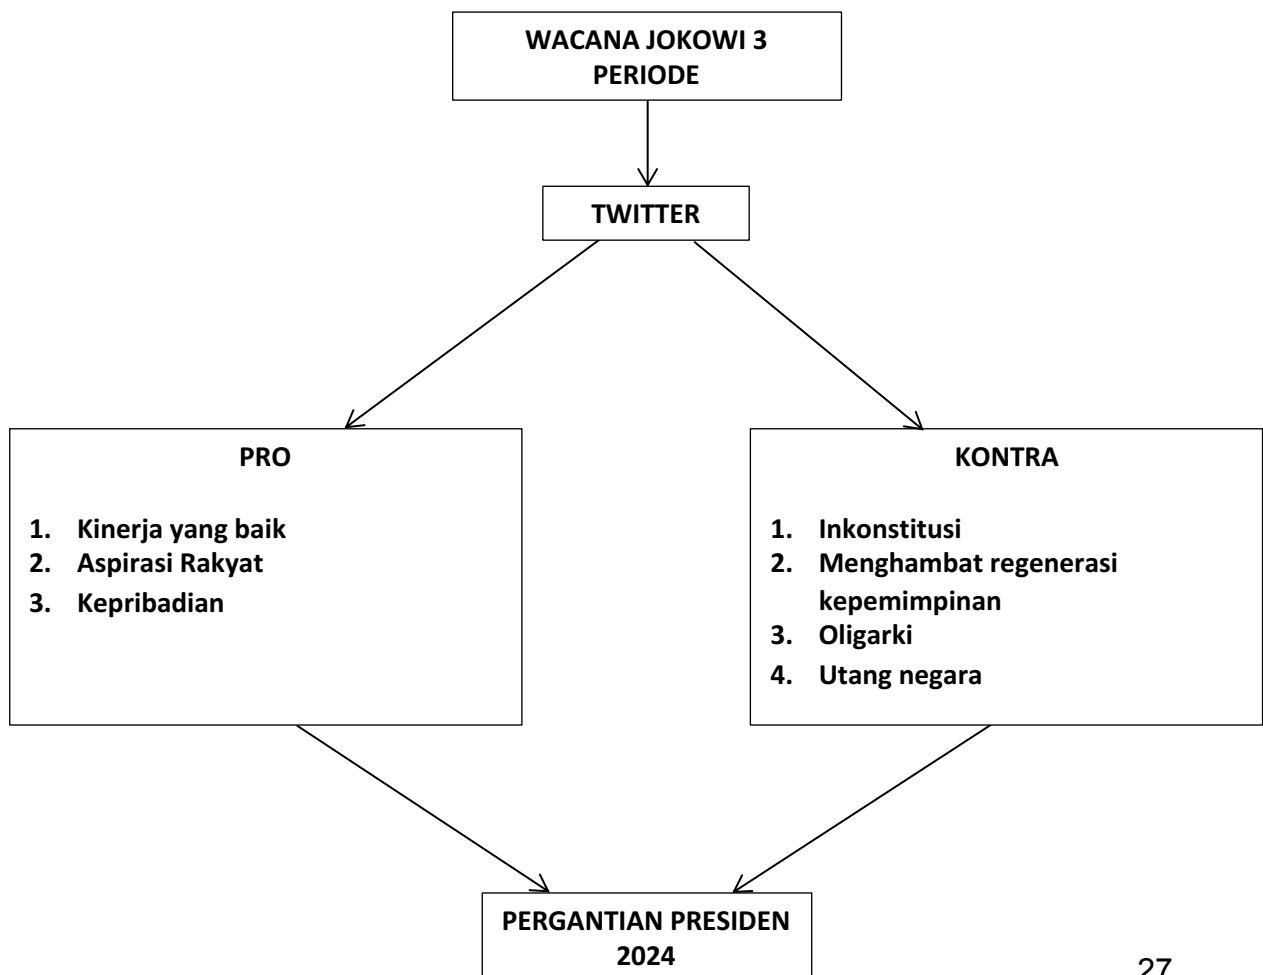 WACANA JOKOWI 3
PERIODE
TWITTER
PRO
1. Kinerja yang baik
2. Aspirasi Rakyat
3. Kepribadian
KONTRA
1. Inkonstitusi
2. Menghambat regenerasi
kepemimpinan
3. Oligarki
4. Utang negara
PERGANTIAN PRESIDEN
2024
27